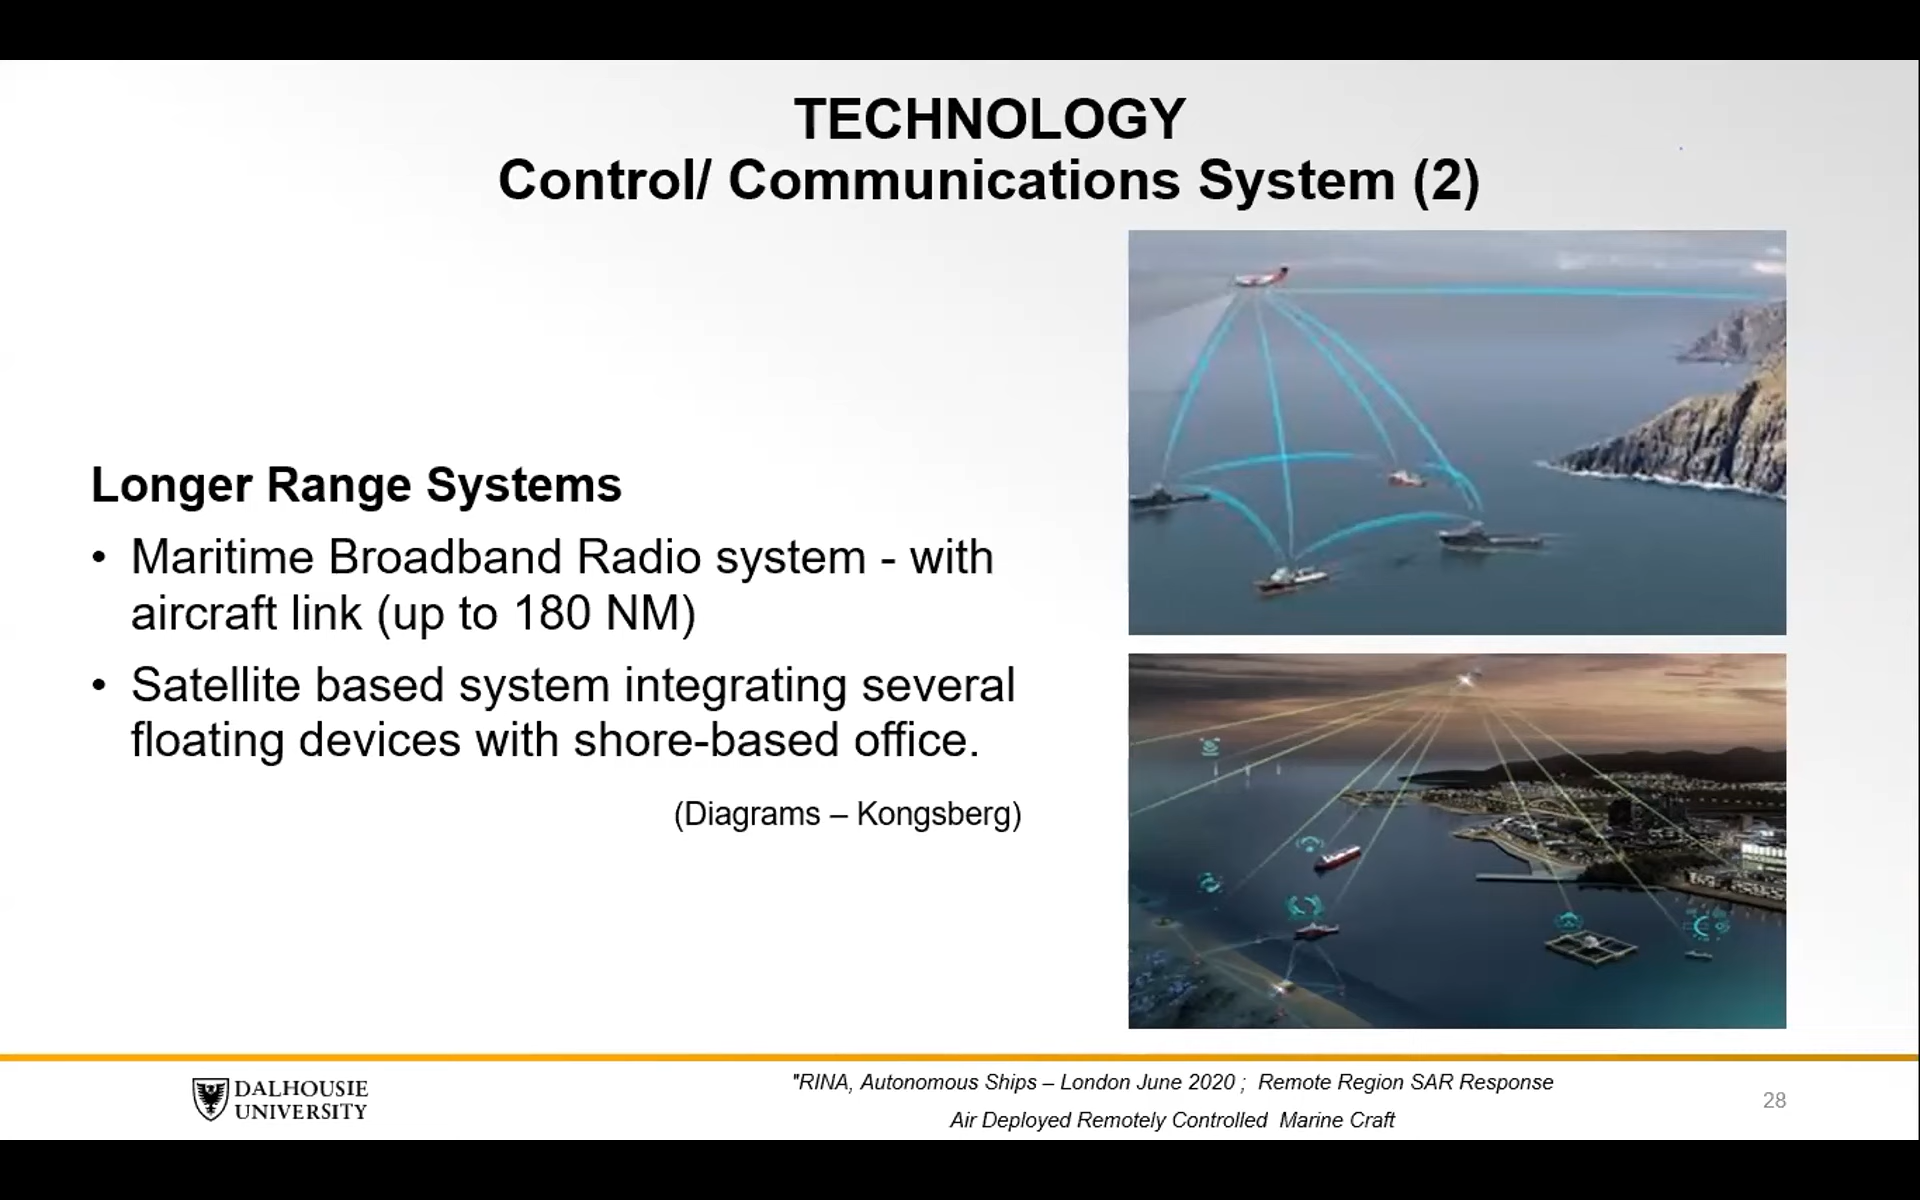 TECHNOLOGY
Control/ Communications System (2)
Longer Range Systems
• Maritime Broadband Radio system - with
aircraft link (up to 180 NM)
• Satellite based system integrating several
floating devices with shore-based office.
(Diagrams – Kongsberg)
DALHOUSIE
UNIVERSITY
"RINA, Autonomous Ships – London June 2020 ; Remote Region SAR Response
Air Deployed Remotely Controlled Marine Craft
28